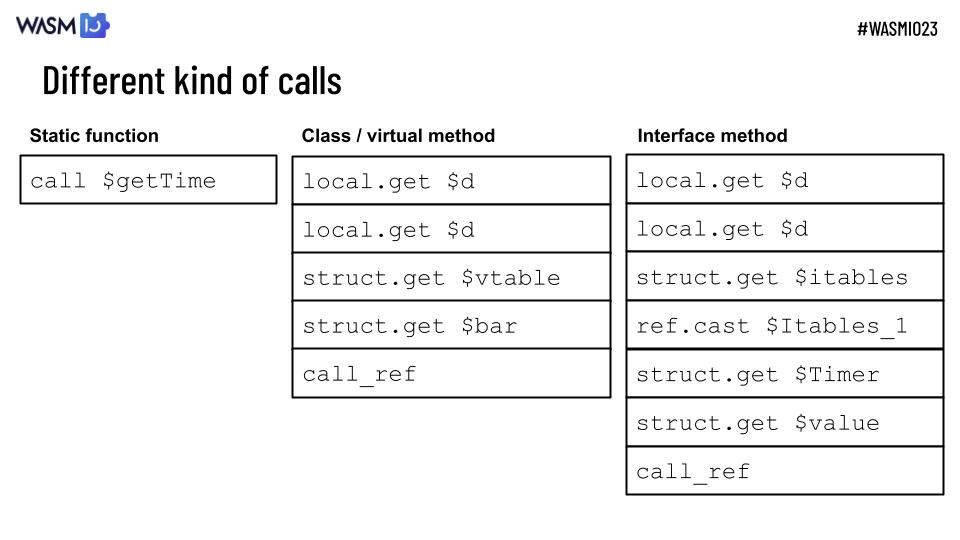 WASM IO
#WASMIO23
Different kind of calls
Static function
call $getTime
Class / virtual method
local.get $d
local.get $d
struct.get $vtable
struct.get $bar
call_ref
Interface method
local.get $d
local.get $d
struct.get $itables
ref.cast $Itables_1
struct.get $Timer
struct.get $value
call_ref